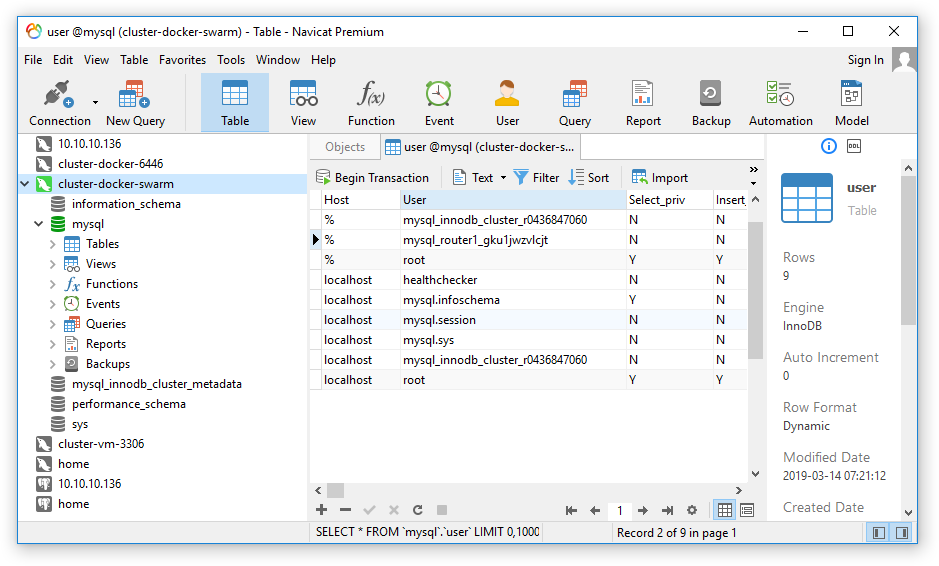 user @mysql (cluster-docker-swarm) - Table - Navicat Premium
File Edit View Table Favorites Tools Window Help Sign In
Connection New Query Table View Function Event User Query Report Backup Automation Model
f(x)
10.10.10.136
cluster-docker-6446
cluster-docker-swarm
information_schema
mysql
Tables
Views
Functions
Events
Queries
Reports
Backups
mysql_innodb_cluster_metadata
performance_schema
sys
cluster-vm-3306
home
10.10.10.136
home
Objects user @mysql (cluster-docker-s...
Begin Transaction Text Filter Sort Import
Host User Select_priv Insert_
% mysql_innodb_cluster_r0436847060 N N
% mysql_router1_gku1jwzvlcjt N N
% root Y Y
localhost healthchecker N N
localhost mysql.infoschema Y N
localhost mysql.session N N
localhost mysql.sys N N
localhost mysql_innodb_cluster_r0436847060 N N
localhost root Y Y
1
SELECT * FROM `mysql`.`user` LIMIT 0,1000 Record 2 of 9 in page 1
DDL
user
Table
Rows
9
Engine
InnoDB
Auto Increment
0
Row Format
Dynamic
Modified Date
2019-03-14 07:21:12
Created Date